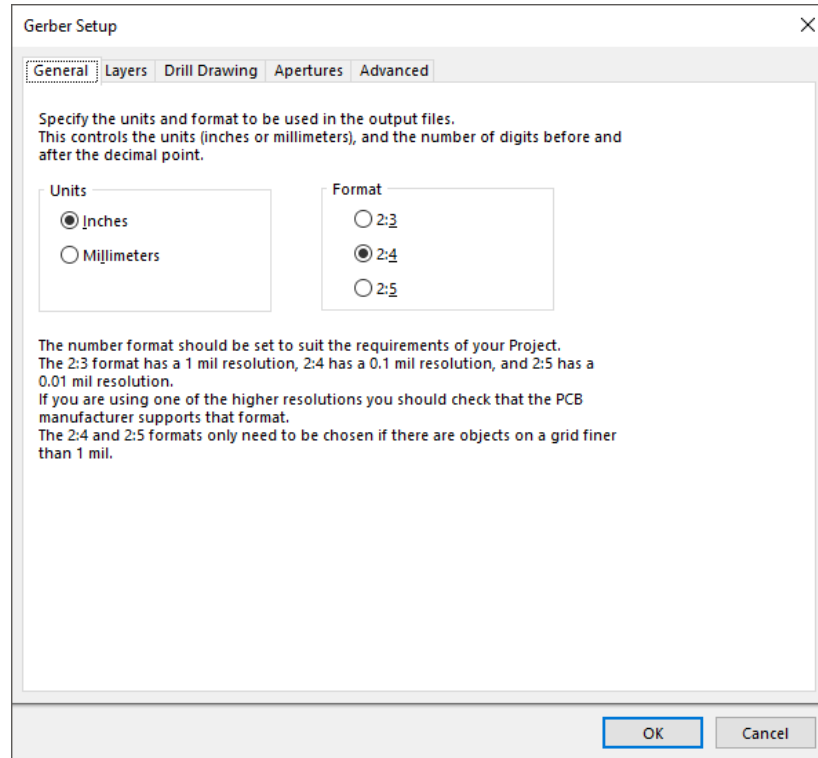 Gerber Setup
General Layers Drill Drawing Apertures Advanced
Specify the units and format to be used in the output files.
This controls the units (inches or millimeters), and the number of digits before and
after the decimal point.
Units Format
Inches 2:3
Millimeters 2:4
2:5
The number format should be set to suit the requirements of your Project.
The 2:3 format has a 1 mil resolution, 2:4 has a 0.1 mil resolution, and 2:5 has a
0.01 mil resolution.
If you are using one of the higher resolutions you should check that the PCB
manufacturer supports that format.
The 2:4 and 2:5 formats only need to be chosen if there are objects on a grid finer
than 1 mil.
OK Cancel